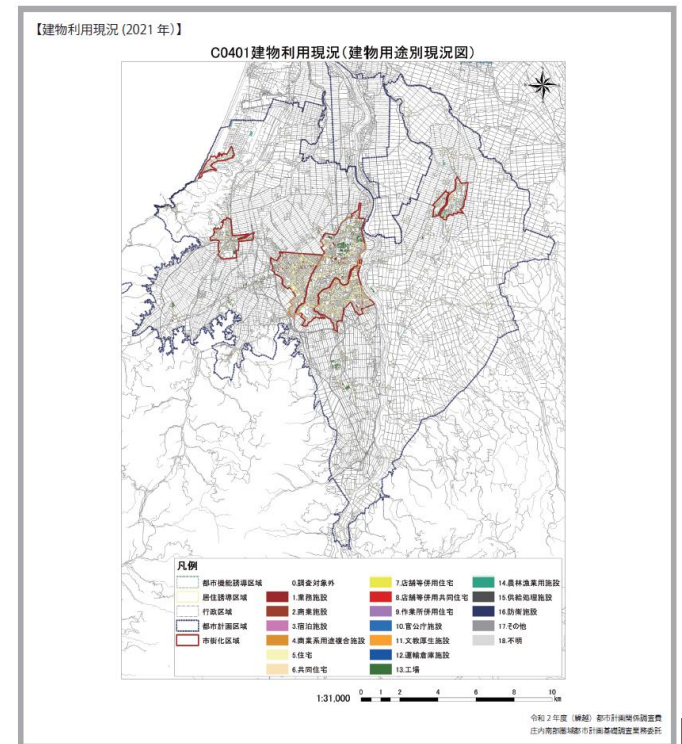 【建物利用現況 (2021 年)】
C0401建物利用現況(建物用途別現況図)
凡例
都市機能誘導区域
居住誘導区域
行政区域
都市計画区域
市街化区域
0.調査対象外
1.業務施設
2.商業施設
3.宿泊施設
4.商業系用途複合施設
5.住宅
6.共同住宅
7.店舗等併用住宅
8.店舗等併用共同住宅
9.作業所併用住宅
10.官公庁施設
11.文教厚生施設
12.運輸倉庫施設
13.工場
14.農林漁業用施設
15.供給処理施設
16.防衛施設
17.その他
18.不明
1:31,000
0 1 2 4 6 8 10
km
令和 2 年度 (繰越) 都市計画関係調査費
庄内南部圏域都市計画基礎調査業務委託